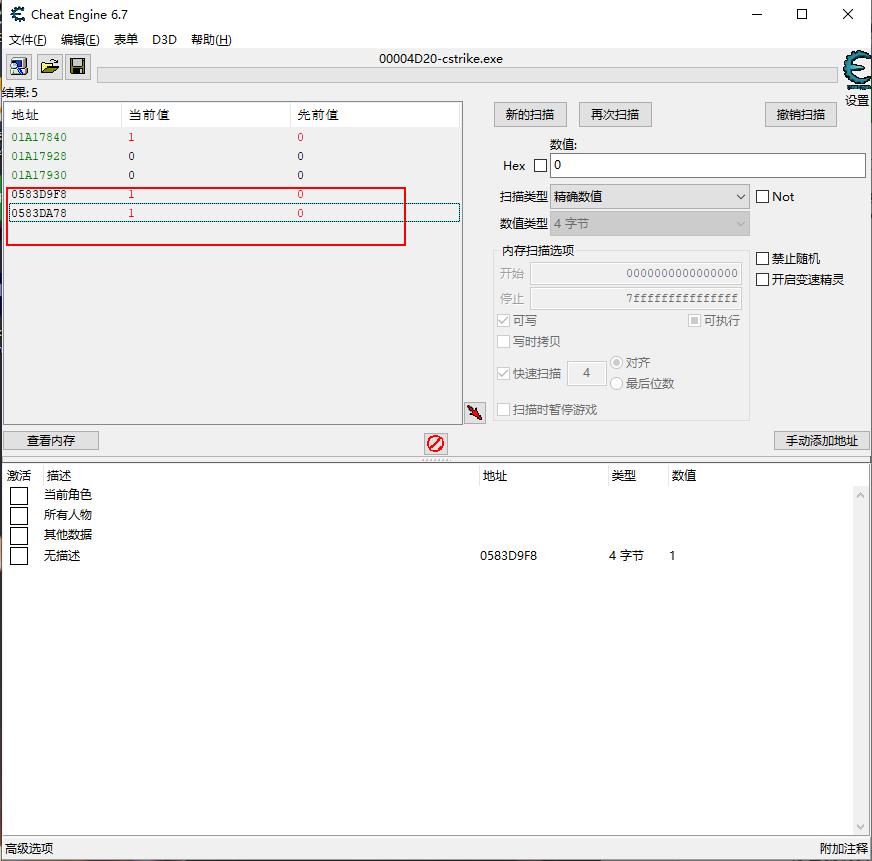 Cheat Engine 6.7
文件(F) 编辑(E) 表单 D3D 帮助(H)
00004D20-cstrike.exe
设置
结果: 5
地址 当前值 先前值
01A17840 1 0
01A17928 0 0
01A17930 0 0
0583D9F8 1 0
0583DA78 1 0
新的扫描 再次扫描 撤销扫描
数值:
Hex 0
扫描类型 精确数值 Not
数值类型 4 字节
内存扫描选项
开始 0000000000000000
停止 7fffffffffffffff
可写 可执行
写时拷贝
快速扫描 4 对齐
最后位数
扫描时暂停游戏
禁止随机
开启变速精灵
查看内存 手动添加地址
激活 描述 地址 类型 数值
当前角色
所有人物
其他数据
无描述 0583D9F8 4 字节 1
高级选项 附加注释